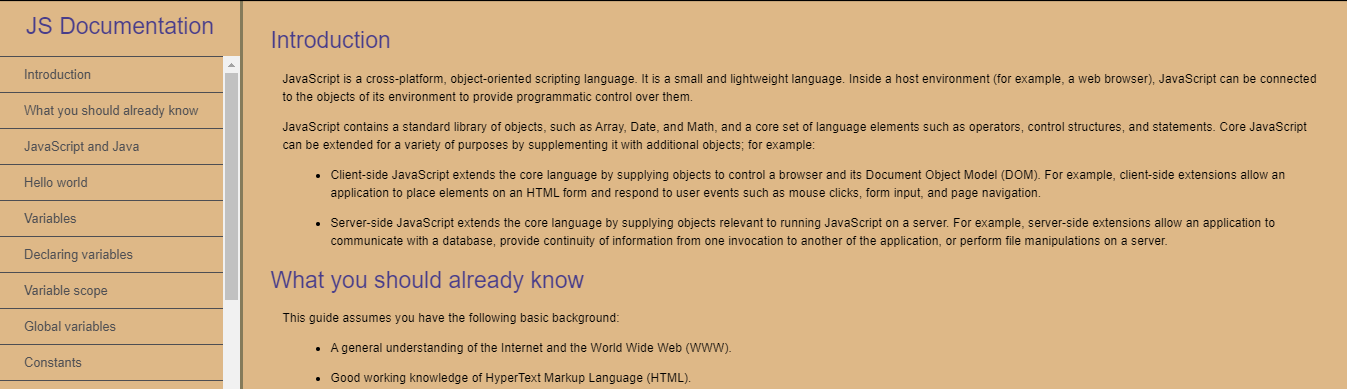 JS Documentation
Introduction
What you should already know
JavaScript and Java
Hello world
Variables
Declaring variables
Variable scope
Global variables
Constants
Introduction
JavaScript is a cross-platform, object-oriented scripting language. It is a small and lightweight language. Inside a host environment (for example, a web browser), JavaScript can be connected
to the objects of its environment to provide programmatic control over them.
JavaScript contains a standard library of objects, such as Array, Date, and Math, and a core set of language elements such as operators, control structures, and statements. Core JavaScript
can be extended for a variety of purposes by supplementing it with additional objects; for example:
• Client-side JavaScript extends the core language by supplying objects to control a browser and its Document Object Model (DOM). For example, client-side extensions allow an
application to place elements on an HTML form and respond to user events such as mouse clicks, form input, and page navigation.
• Server-side JavaScript extends the core language by supplying objects relevant to running JavaScript on a server. For example, server-side extensions allow an application to
communicate with a database, provide continuity of information from one invocation to another of the application, or perform file manipulations on a server.
What you should already know
This guide assumes you have the following basic background:
• A general understanding of the Internet and the World Wide Web (WWW).
• Good working knowledge of HyperText Markup Language (HTML).